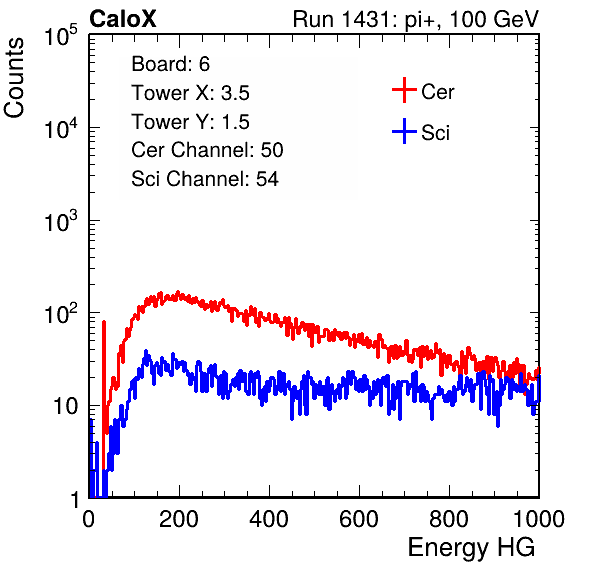 CaloX Run 1431: pi+, 100 GeV
Board: 6
Tower X: 3.5
Tower Y: 1.5
Cer Channel: 50
Sci Channel: 54
Cer
Sci
Counts
10^5
10^4
10^3
10^2
10
1
0 200 400 600 800 1000
Energy HG